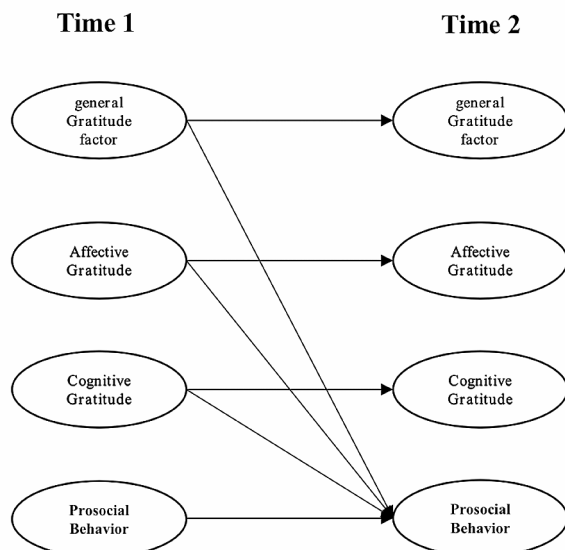 Time 1
Time 2
general
Gratitude
factor
general
Gratitude
factor
Affective
Gratitude
Affective
Gratitude
Cognitive
Gratitude
Cognitive
Gratitude
Prosocial
Behavior
Prosocial
Behavior